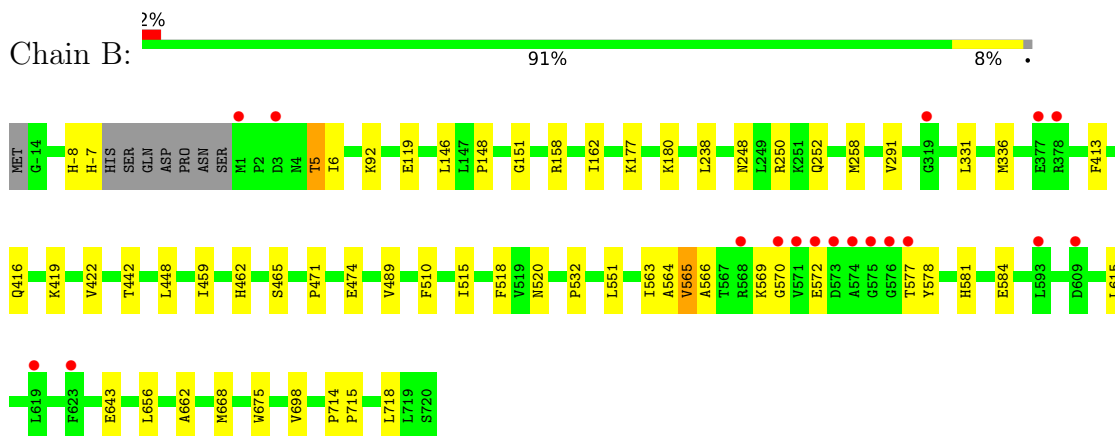 2%
Chain B:
91% 8% •
MET G-14 H-8 H-7 HIS SER GLN ASP PRO ASN SER M1 P2 D3 N4 T5 I6 K92 E119 L146 L147 P148 G151 R158 I162 K177 K180 L238 N248 L249 R250 K251 Q252 M258 V291 G319 L331 M336 E377 R378 F413
Q416 K419 V422 T442 L448 I459 H462 S465 P471 E474 V489 F510 I515 F518 V519 N520 P532 L551 I563 A564 V565 A566 T567 R568 K569 G570 V571 E572 D573 A574 G575 G576 T577 Y578 H581 E584 L593 D609 L615
L619 F623 E643 L656 A662 M668 W675 V698 P714 P715 L718 L719 S720